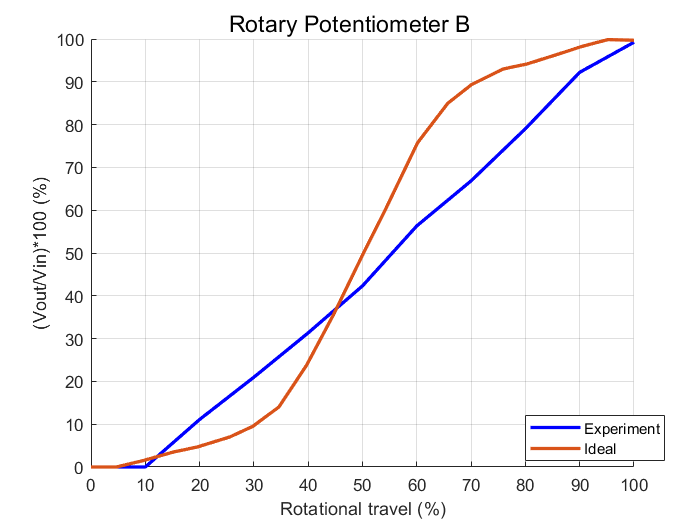 Rotary Potentiometer B
(Vout/Vin)*100 (%)
100
90
80
70
60
50
40
30
20
10
0
0 10 20 30 40 50 60 70 80 90 100
Rotational travel (%)
Experiment
Ideal